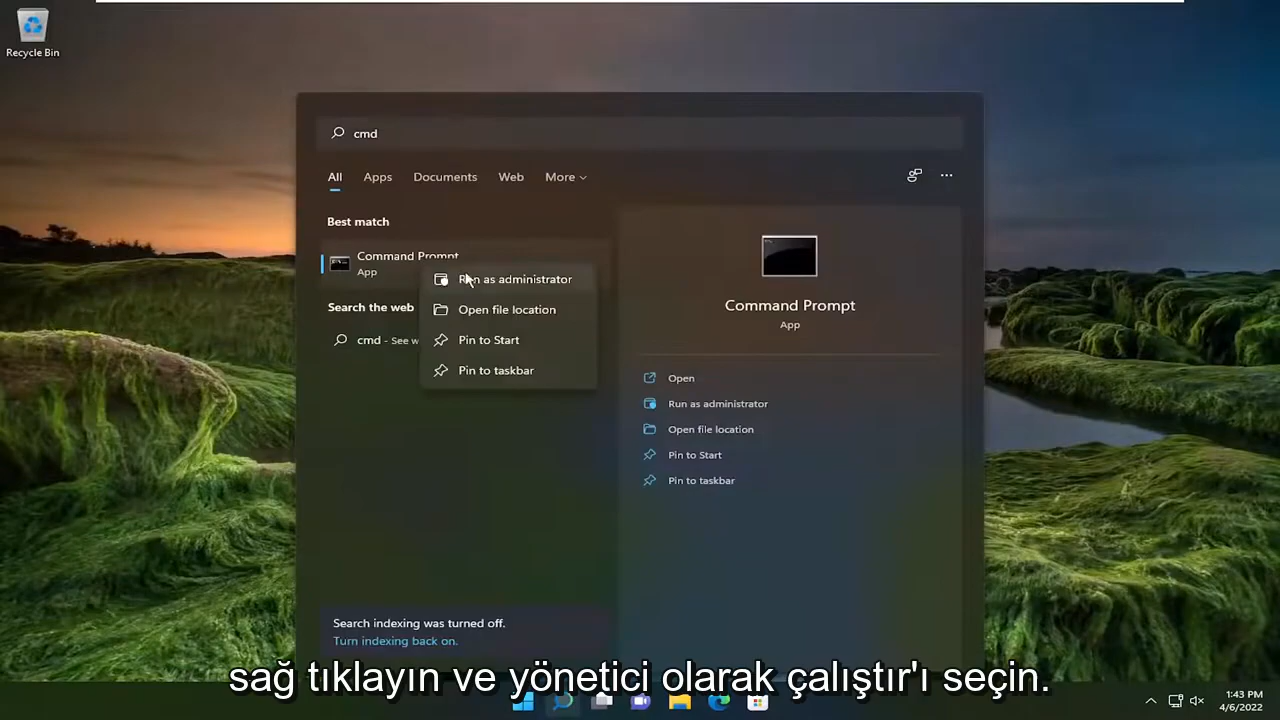 Recycle Bin
cmd
All Apps Documents Web More
Best match
Command Prompt
App
Run as administrator
Open file location
Search the web
cmd - See w
Pin to Start
Pin to taskbar
Command Prompt
App
Open
Run as administrator
Open file location
Pin to Start
Pin to taskbar
Search indexing was turned off.
Turn indexing back on.
sağ tıklayın ve yönetici olarak çalıştır'ı seçin.
1:43 PM
4/6/2022